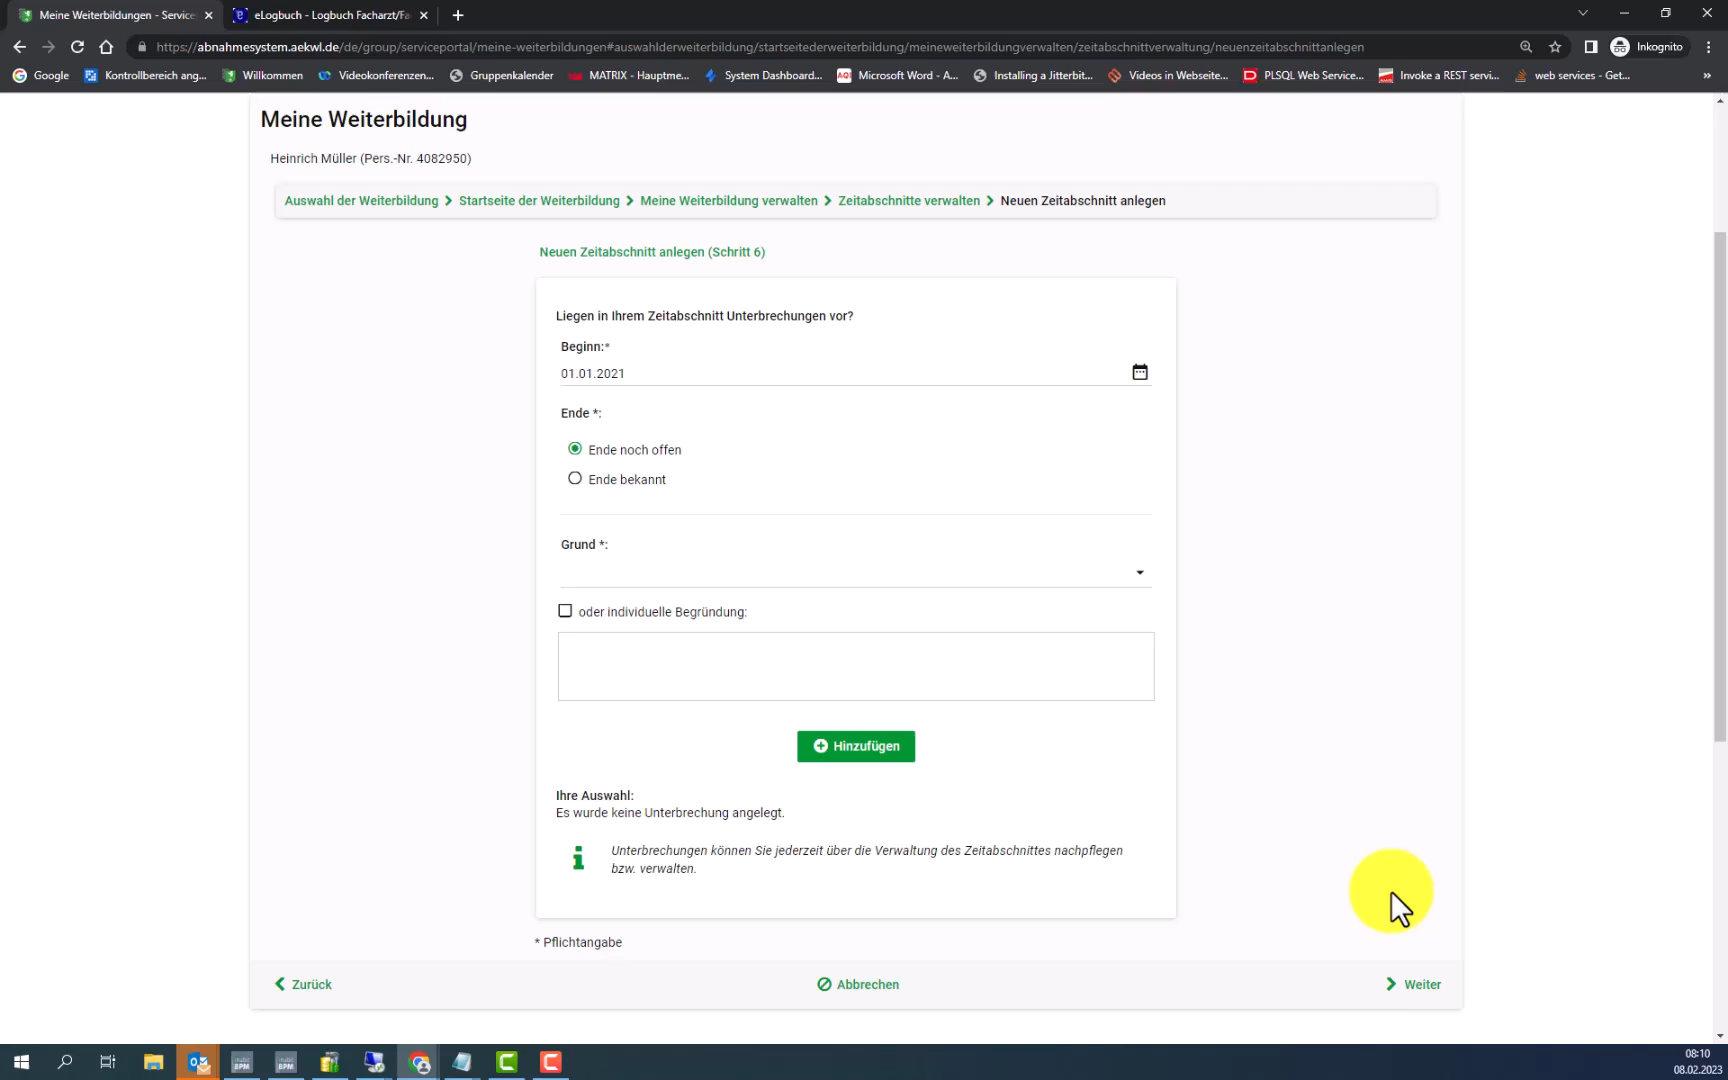 Meine Weiterbildungen - Service
eLogbuch - Logbuch Facharzt/Fa
https://abnahmesystem.aekwl.de/de/group/serviceportal/meine-weiterbildungen#auswahlderweiterbildung/startseitederweiterbildung/meineweiterbildungverwalten/zeitabschnittverwaltung/neuenzeitabschnittanlegen
Inkognito
Google
Kontrollbereich ang...
Willkommen
Videokonferenzen...
Gruppenkalender
MATRIX - Hauptme...
System Dashboard...
Microsoft Word - A...
Installing a Jitterbit...
Videos in Webseite...
PLSQL Web Service...
Invoke a REST servi...
web services - Get...
»
Meine Weiterbildung
Heinrich Müller (Pers.-Nr. 4082950)
Auswahl der Weiterbildung > Startseite der Weiterbildung > Meine Weiterbildung verwalten > Zeitabschnitte verwalten > Neuen Zeitabschnitt anlegen
Neuen Zeitabschnitt anlegen (Schritt 6)
Liegen in Ihrem Zeitabschnitt Unterbrechungen vor?
Beginn:*
01.01.2021
Ende *:
Ende noch offen
Ende bekannt
Grund *:
oder individuelle Begründung:
Hinzufügen
Ihre Auswahl:
Es wurde keine Unterbrechung angelegt.
Unterbrechungen können Sie jederzeit über die Verwaltung des Zeitabschnittes nachpflegen
bzw. verwalten.
* Pflichtangabe
Zurück
Abbrechen
Weiter
08:10
08.02.2023